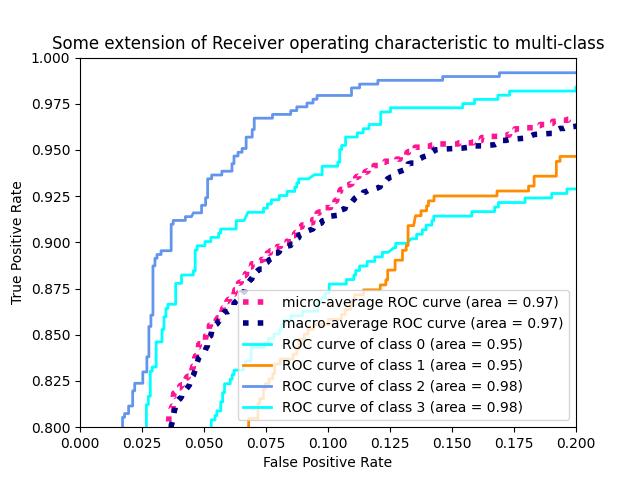 Some extension of Receiver operating characteristic to multi-class
1.000
0.975
0.950
0.925
0.900
0.875
0.850
0.825
0.800
True Positive Rate
micro-average ROC curve (area = 0.97)
macro-average ROC curve (area = 0.97)
ROC curve of class 0 (area = 0.95)
ROC curve of class 1 (area = 0.95)
ROC curve of class 2 (area = 0.98)
ROC curve of class 3 (area = 0.98)
0.000 0.025 0.050 0.075 0.100 0.125 0.150 0.175 0.200
False Positive Rate